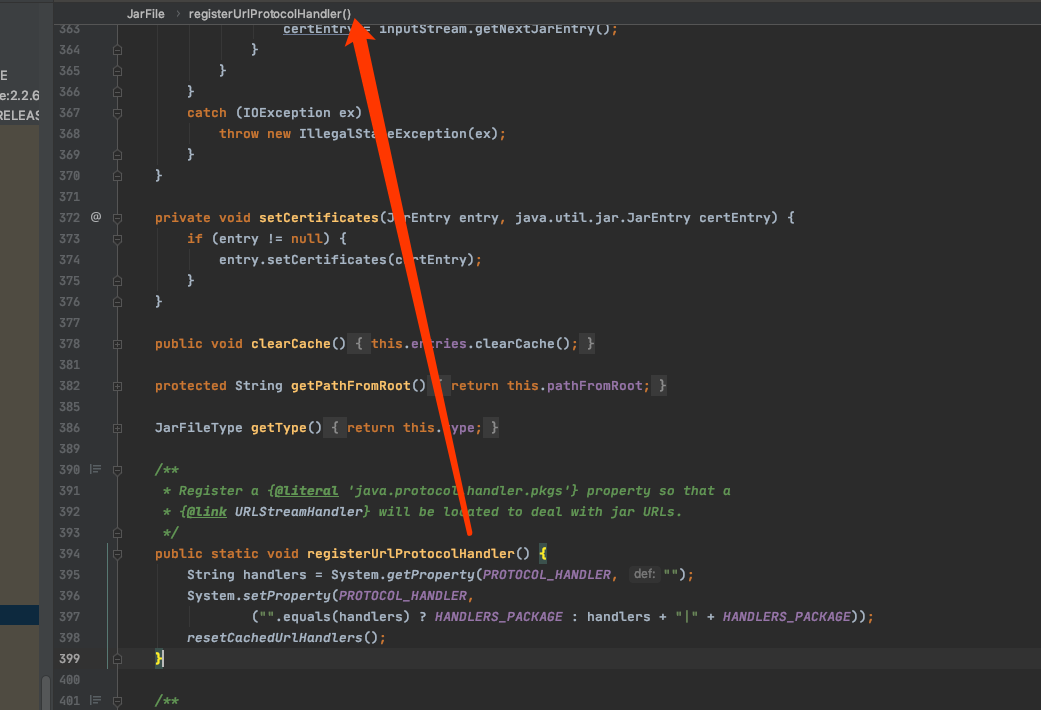 JarFile › registerUrlProtocolHandler()
363 certEntry = inputStream.getNextJarEntry();
364 }
E
365 }
e:2.2.6
366 }
RELEAS
367 catch (IOException ex)
368 throw new IllegalStateException(ex);
369 }
370 }
371
372 @ private void setCertificates(JarEntry entry, java.util.jar.JarEntry certEntry) {
373 if (entry != null) {
374 entry.setCertificates(certEntry);
375 }
376 }
377
378 public void clearCache() { this.entries.clearCache(); }
381
382 protected String getPathFromRoot() { return this.pathFromRoot; }
385
386 JarFileType getType() { return this.type; }
389
390 /**
391 * Register a {@literal 'java.protocol.handler.pkgs'} property so that a
392 * {@link URLStreamHandler} will be located to deal with jar URLs.
393 */
394 public static void registerUrlProtocolHandler() {
395 String handlers = System.getProperty(PROTOCOL_HANDLER, def: "");
396 System.setProperty(PROTOCOL_HANDLER,
397 ("".equals(handlers) ? HANDLERS_PACKAGE : handlers + "|" + HANDLERS_PACKAGE));
398 resetCachedUrlHandlers();
399 }
400
401 /**